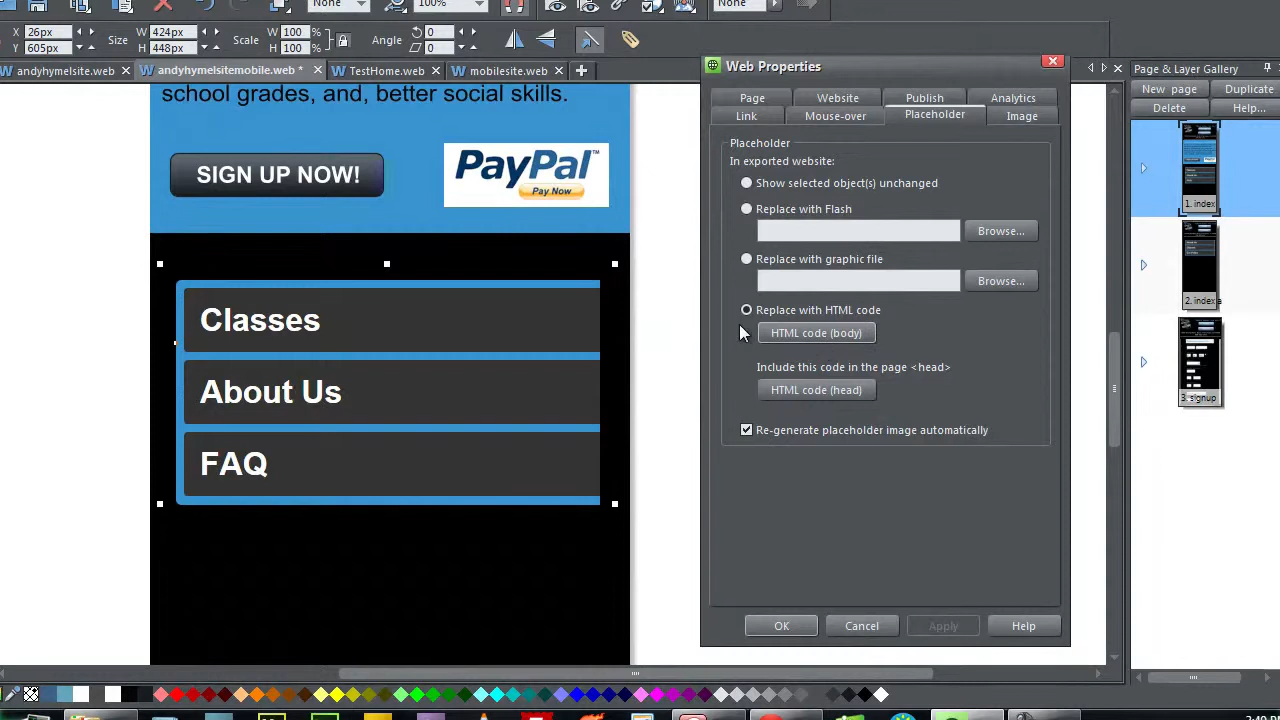 None
100%
None
X 26px
Y 605px
Size
W 424px
H 448px
Scale
W 100 %
H 100 %
Angle
0
0
andyhymelsite.web
andyhymelsitemobile.web *
TestHome.web
mobilesite.web
school grades, and, better social skills.
SIGN UP NOW!
PayPal™
Pay Now
Classes
About Us
FAQ
Web Properties
Page
Website
Publish
Analytics
Link
Mouse-over
Placeholder
Image
Placeholder
In exported website:
Show selected object(s) unchanged
Replace with Flash
Browse...
Replace with graphic file
Browse...
Replace with HTML code
HTML code (body)
Include this code in the page <head>
HTML code (head)
Re-generate placeholder image automatically
OK
Cancel
Apply
Help
Page & Layer Gallery
New page
Duplicate
Delete
Help...
1. index
2. index a
3. signup